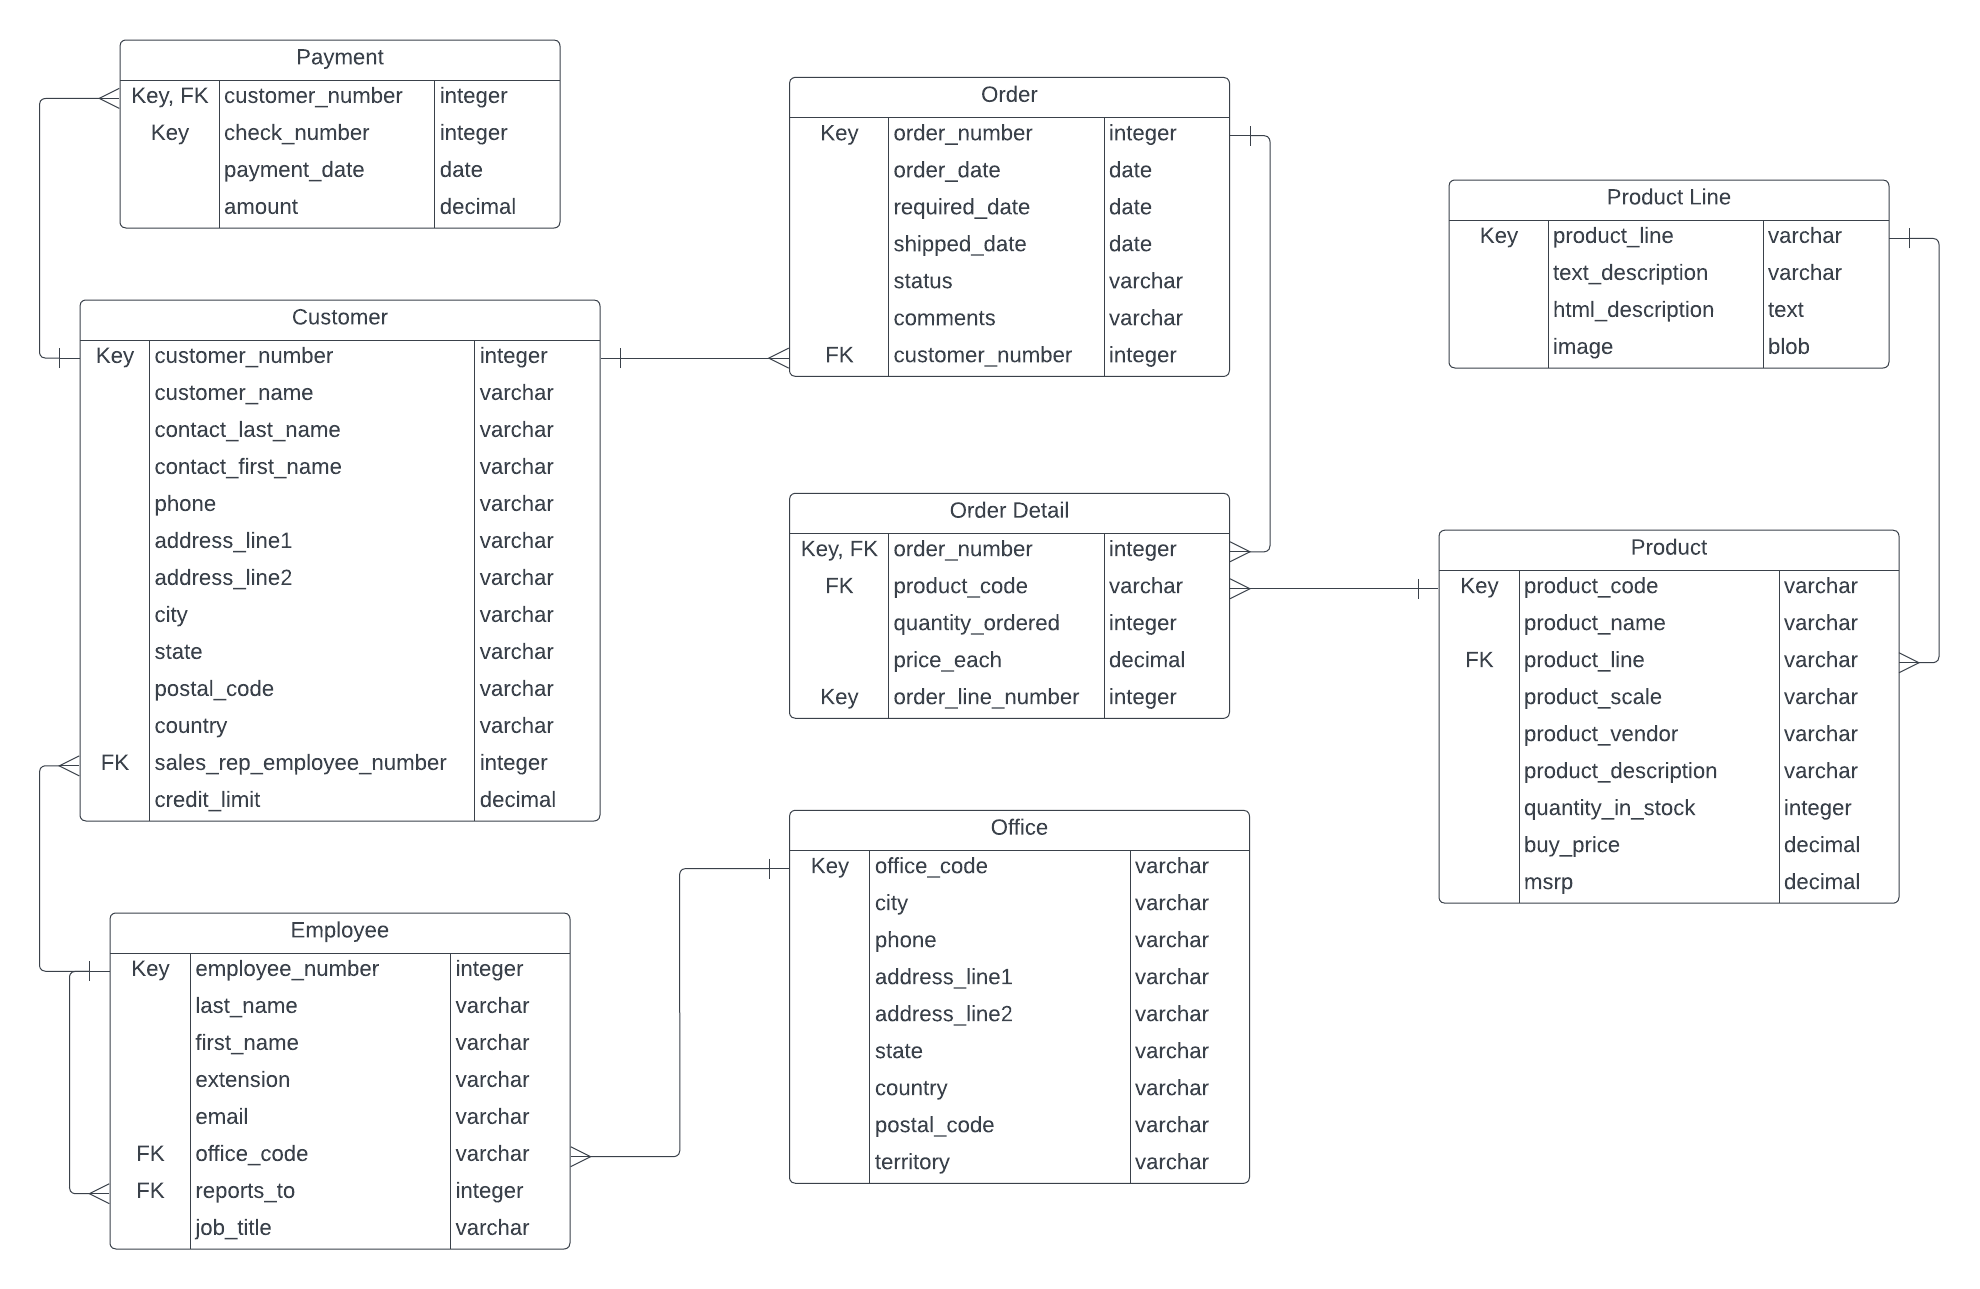 Payment
Key, FK customer_number integer
Key check_number integer
payment_date date
amount decimal
Order
Key order_number integer
order_date date
required_date date
shipped_date date
status varchar
comments varchar
FK customer_number integer
Product Line
Key product_line varchar
text_description varchar
html_description text
image blob
Customer
Key customer_number integer
customer_name varchar
contact_last_name varchar
contact_first_name varchar
phone varchar
address_line1 varchar
address_line2 varchar
city varchar
state varchar
postal_code varchar
country varchar
FK sales_rep_employee_number integer
credit_limit decimal
Order Detail
Key, FK order_number integer
FK product_code varchar
quantity_ordered integer
price_each decimal
Key order_line_number integer
Product
Key product_code varchar
product_name varchar
FK product_line varchar
product_scale varchar
product_vendor varchar
product_description varchar
quantity_in_stock integer
buy_price decimal
msrp decimal
Employee
Key employee_number integer
last_name varchar
first_name varchar
extension varchar
email varchar
FK office_code varchar
FK reports_to integer
job_title varchar
Office
Key office_code varchar
city varchar
phone varchar
address_line1 varchar
address_line2 varchar
state varchar
country varchar
postal_code varchar
territory varchar